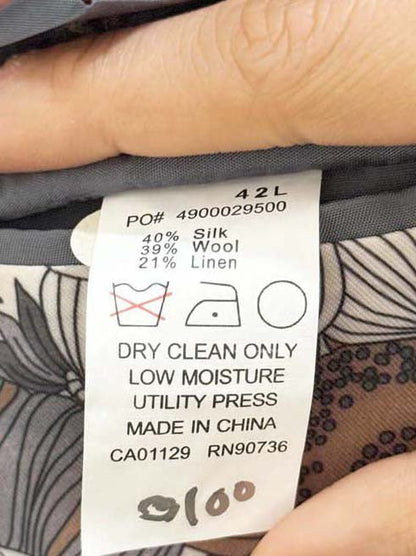 42L
PO# 4900029500
40% Silk
39% Wool
21% Linen
DRY CLEAN ONLY
LOW MOISTURE
UTILITY PRESS
MADE IN CHINA
CA01129 RN90736
0100